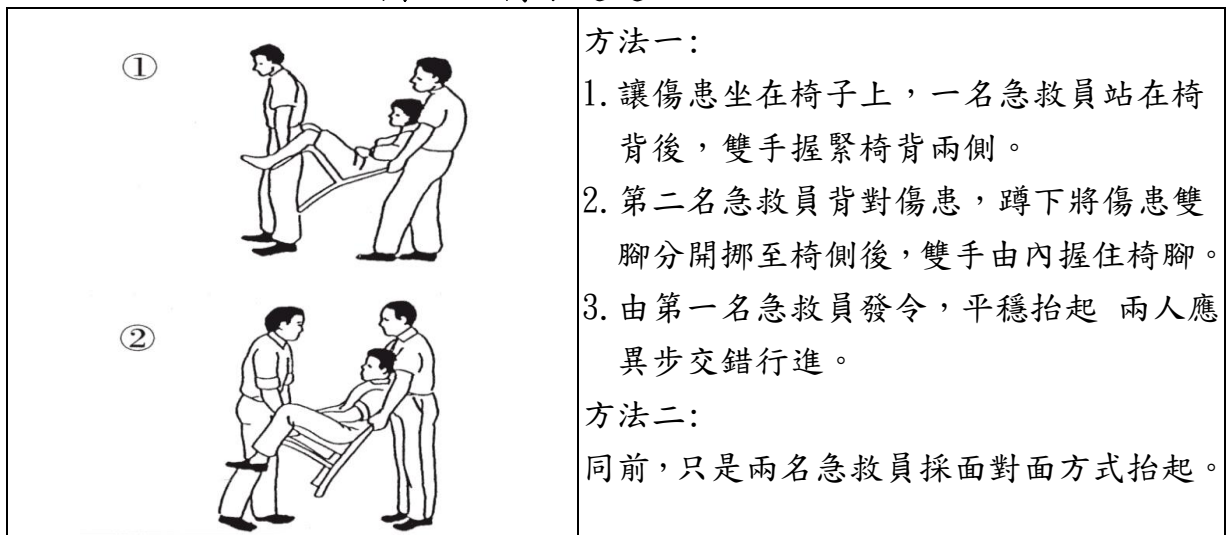 ①
②
方法一:
1.讓傷患坐在椅子上，一名急救員站在椅
背後，雙手握緊椅背兩側。
2.第二名急救員背對傷患，蹲下將傷患雙
腳分開挪至椅側後，雙手由內握住椅腳。
3.由第一名急救員發令，平穩抬起 兩人應
異步交錯行進。
方法二:
同前，只是兩名急救員採面對面方式抬起。